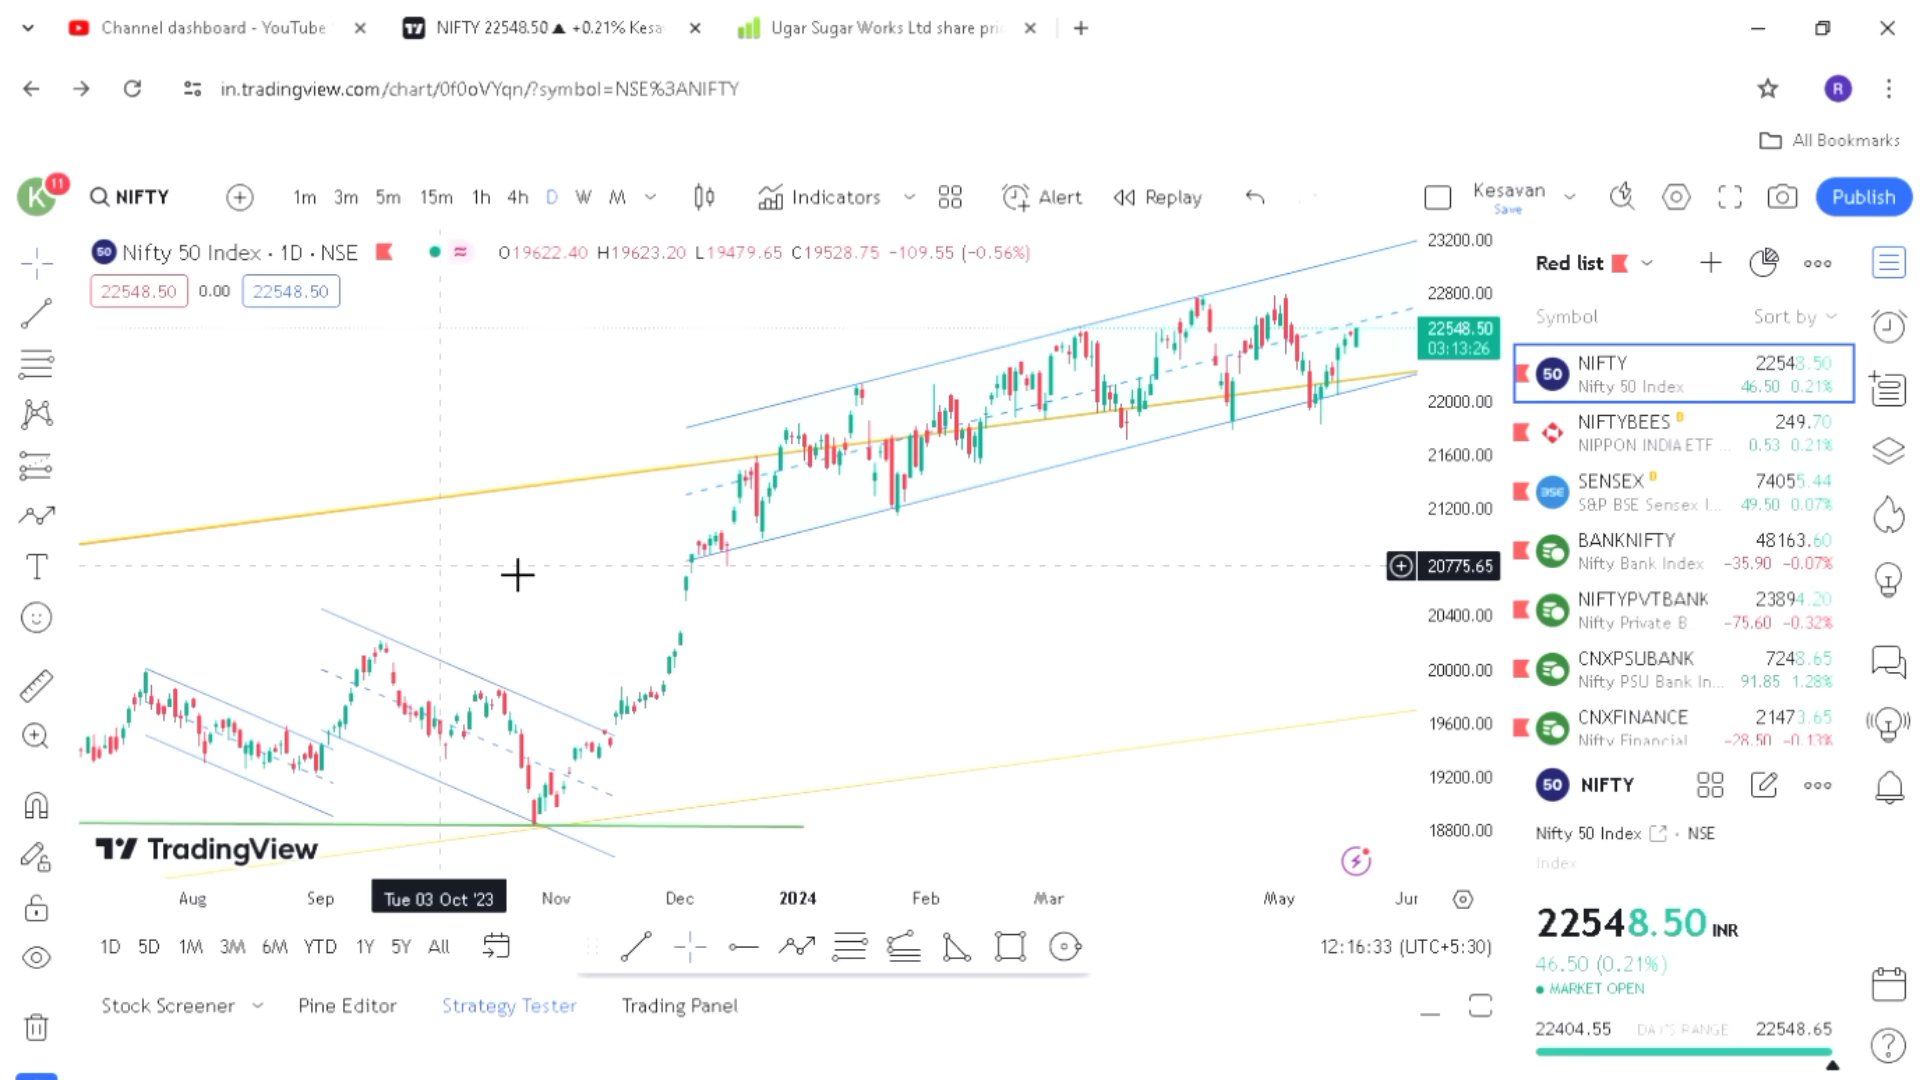 Channel dashboard - YouTube
NIFTY 22548.50 ▲ +0.21% Kesa
Ugar Sugar Works Ltd share pri
in.tradingview.com/chart/0f0oVYqn/?symbol=NSE%3ANIFTY
R
All Bookmarks
K 11
NIFTY
1m 3m 5m 15m 1h 4h D W M
Indicators
Alert
Replay
Kesavan
Save
Publish
50 Nifty 50 Index · 1D · NSE
O19622.40 H19623.20 L19479.65 C19528.75 −109.55 (−0.56%)
22548.50 0.00 22548.50
23200.00
22800.00
22548.50
03:13:26
22000.00
21600.00
21200.00
20775.65
20400.00
20000.00
19600.00
19200.00
18800.00
TradingView
Aug Sep Tue 03 Oct '23 Nov Dec 2024 Feb Mar May Jun
1D 5D 1M 3M 6M YTD 1Y 5Y All
12:16:33 (UTC+5:30)
Stock Screener Pine Editor Strategy Tester Trading Panel
Red list
Symbol Sort by
50 NIFTY 22548.50
Nifty 50 Index 46.50 0.21%
NIFTYBEES D 249.70
NIPPON INDIA ETF ... 0.53 0.21%
BSE SENSEX D 74055.44
S&P BSE Sensex I... 49.50 0.07%
BANKNIFTY 48163.60
Nifty Bank Index −35.90 −0.07%
NIFTYPVTBANK 23894.20
Nifty Private B −75.60 −0.32%
CNXPSUBANK 7248.65
Nifty PSU Bank In... 91.85 1.28%
CNXFINANCE 21473.65
Nifty Financial −28.50 −0.13%
50 NIFTY
Nifty 50 Index · NSE
Index
22548.50 INR
46.50 (0.21%)
MARKET OPEN
22404.55 DAY'S RANGE 22548.65